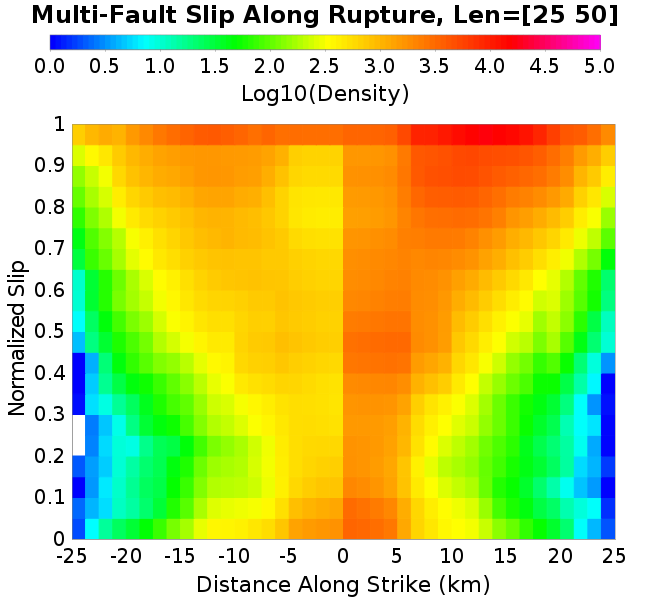 Multi-Fault Slip Along Rupture, Len=[25 50]
0.0 0.5 1.0 1.5 2.0 2.5 3.0 3.5 4.0 4.5 5.0
Log10(Density)
1
0.9
0.8
0.7
0.6
0.5
0.4
0.3
0.2
0.1
0
Normalized Slip
-25 -20 -15 -10 -5 0 5 10 15 20 25
Distance Along Strike (km)